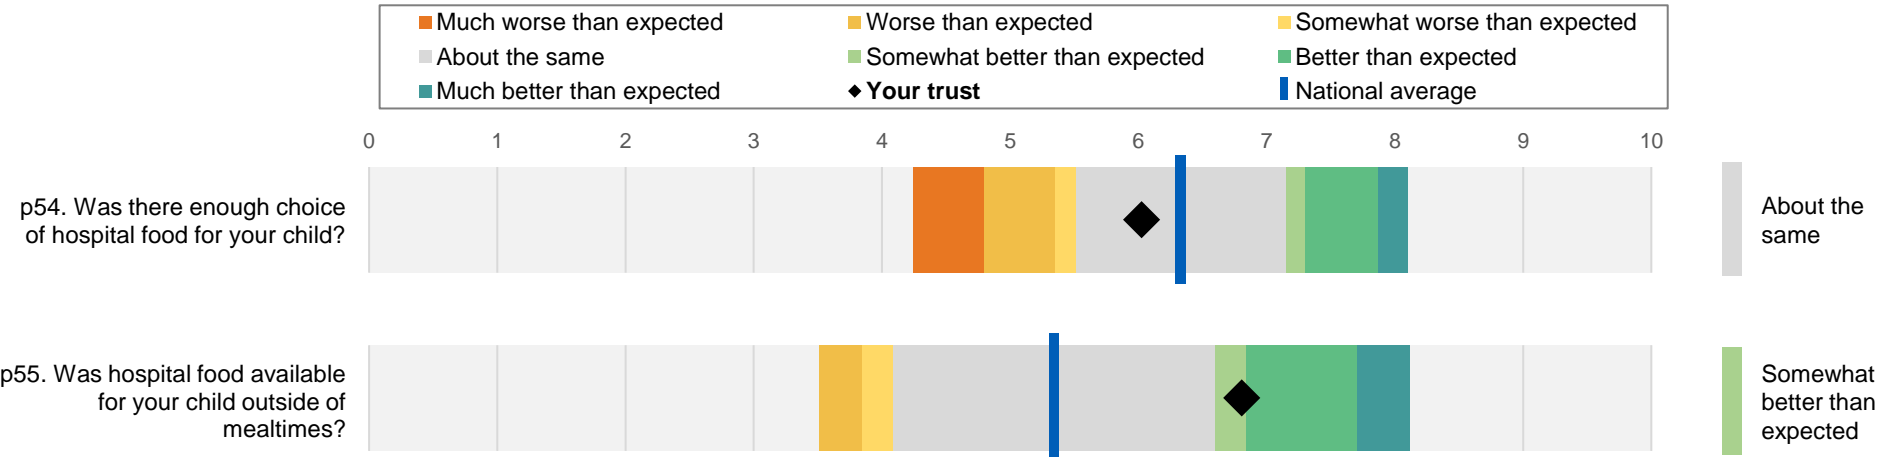 Much worse than expected
Worse than expected
Somewhat worse than expected
About the same
Somewhat better than expected
Better than expected
Much better than expected
Your trust
National average
0 1 2 3 4 5 6 7 8 9 10
p54. Was there enough choice
of hospital food for your child?
About the
same
p55. Was hospital food available
for your child outside of
mealtimes?
Somewhat
better than
expected